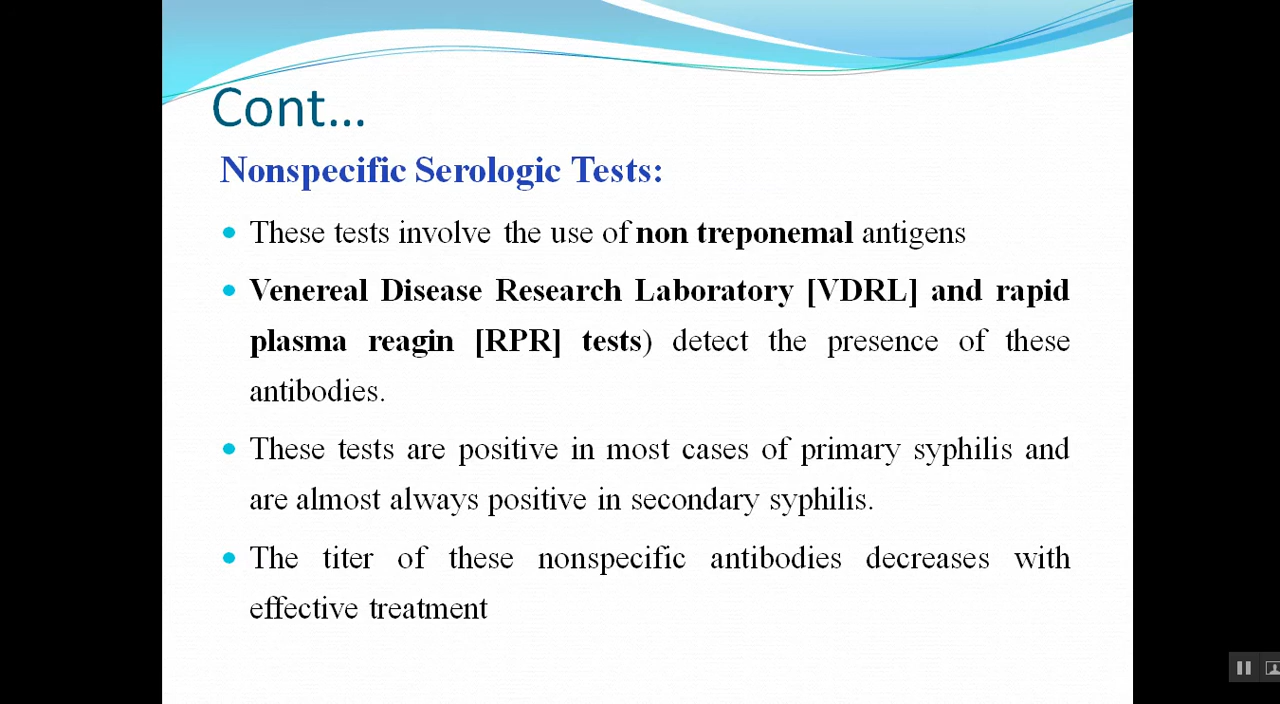 Cont...
Nonspecific Serologic Tests:
• These tests involve the use of non treponemal antigens
• Venereal Disease Research Laboratory [VDRL] and rapid
plasma reagin [RPR] tests) detect the presence of these
antibodies.
• These tests are positive in most cases of primary syphilis and
are almost always positive in secondary syphilis.
• The titer of these nonspecific antibodies decreases with
effective treatment